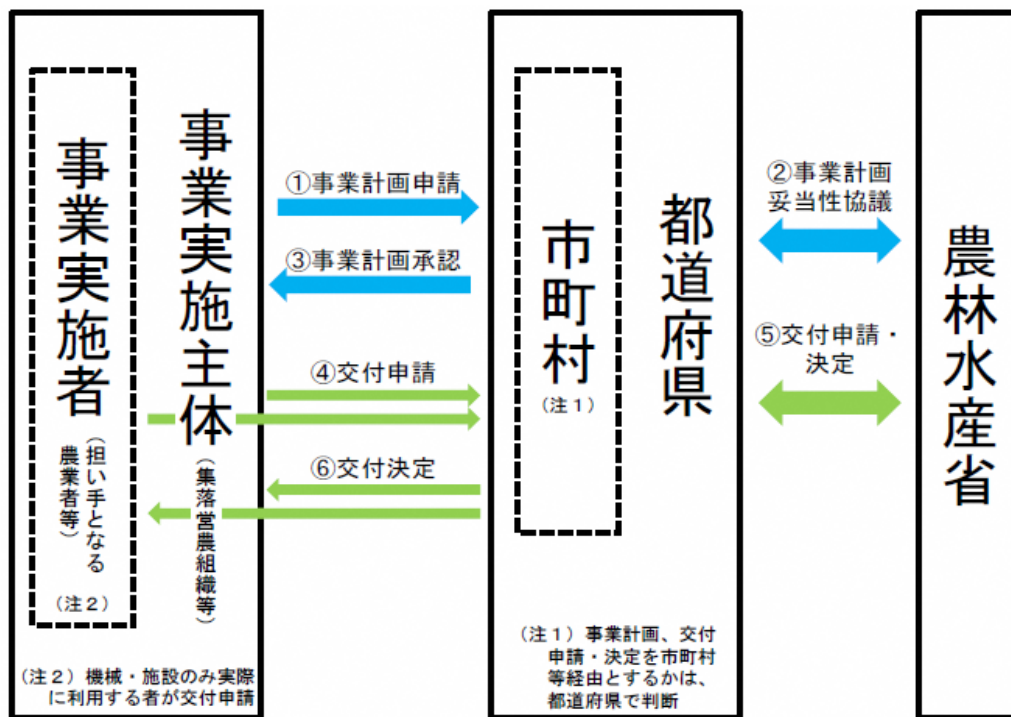 事業実施者
（担い手となる
農業者等）
（注２）
事業実施主体
（集落営農組織等）
（注２）機械・施設のみ実際
に利用する者が交付申請
①事業計画申請
③事業計画承認
④交付申請
⑥交付決定
市町村
（注１）
都道府県
（注１）事業計画、交付
申請・決定を市町村
等経由とするかは、
都道府県で判断
②事業計画
妥当性協議
⑤交付申請・
決定
農林水産省